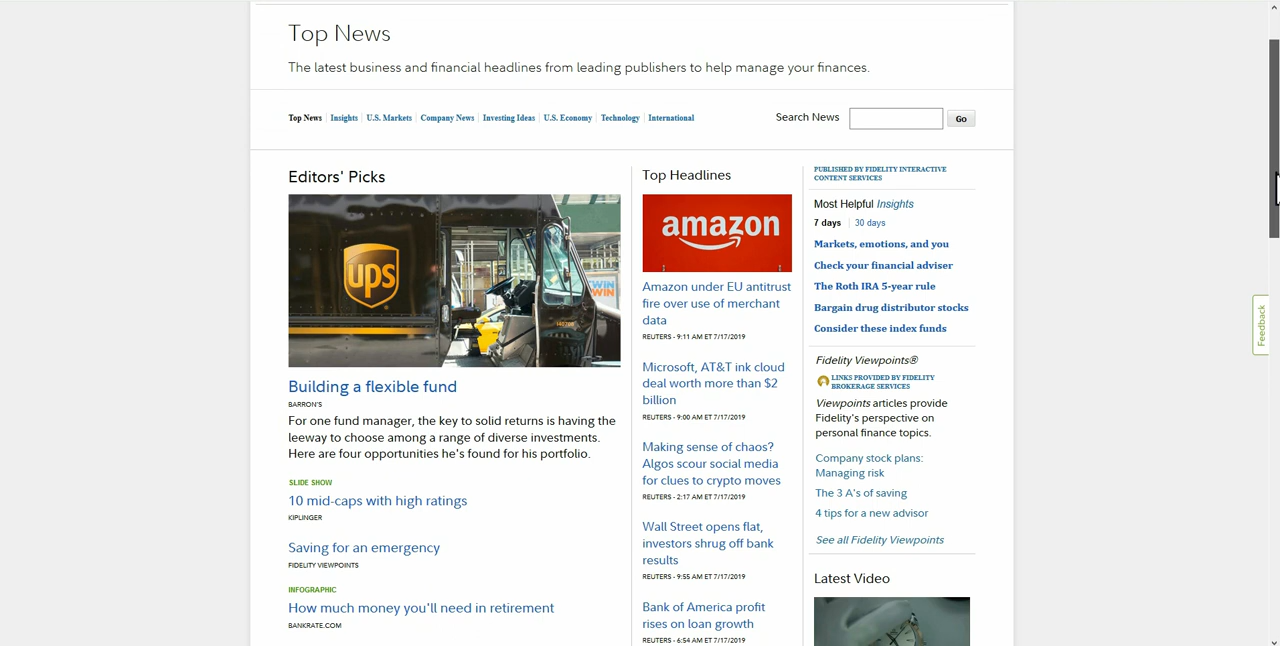 Top News
The latest business and financial headlines from leading publishers to help manage your finances.
Top News Insights U.S. Markets Company News Investing Ideas U.S. Economy Technology International
Search News Go
Editors' Picks
ups
Building a flexible fund
BARRON'S
For one fund manager, the key to solid returns is having the
leeway to choose among a range of diverse investments.
Here are four opportunities he's found for his portfolio.
SLIDE SHOW
10 mid-caps with high ratings
KIPLINGER
Saving for an emergency
FIDELITY VIEWPOINTS
INFOGRAPHIC
How much money you'll need in retirement
BANKRATE.COM
Top Headlines
amazon
Amazon under EU antitrust
fire over use of merchant
data
REUTERS - 9:11 AM ET 7/17/2019
Microsoft, AT&T ink cloud
deal worth more than $2
billion
REUTERS - 9:00 AM ET 7/17/2019
Making sense of chaos?
Algos scour social media
for clues to crypto moves
REUTERS - 2:17 AM ET 7/17/2019
Wall Street opens flat,
investors shrug off bank
results
REUTERS - 9:55 AM ET 7/17/2019
Bank of America profit
rises on loan growth
REUTERS - 6:54 AM ET 7/17/2019
PUBLISHED BY FIDELITY INTERACTIVE
CONTENT SERVICES
Most Helpful Insights
7 days 30 days
Markets, emotions, and you
Check your financial adviser
The Roth IRA 5-year rule
Bargain drug distributor stocks
Consider these index funds
Fidelity Viewpoints®
LINKS PROVIDED BY FIDELITY
BROKERAGE SERVICES
Viewpoints articles provide
Fidelity's perspective on
personal finance topics.
Company stock plans:
Managing risk
The 3 A's of saving
4 tips for a new advisor
See all Fidelity Viewpoints
Latest Video
Feedback